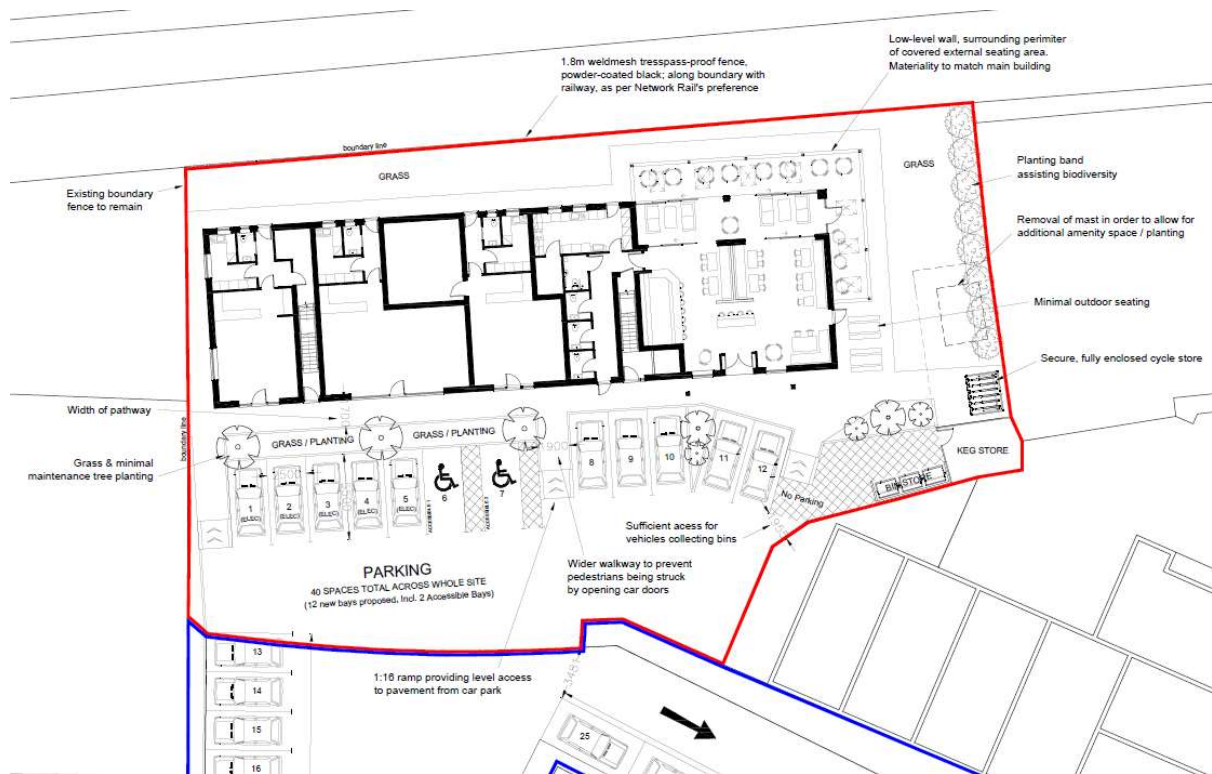 Low-level wall, surrounding perimiter
of covered external seating area.
Materiality to match main building
1.8m weldmesh tresspass-proof fence,
powder-coated black; along boundary with
railway, as per Network Rail's preference
boundary line
GRASS
GRASS
Existing boundary
fence to remain
Planting band
assisting biodiversity
Removal of mast in order to allow for
additional amenity space / planting
Minimal outdoor seating
Secure, fully enclosed cycle store
Width of pathway
boundary line
GRASS / PLANTING
GRASS / PLANTING
Grass & minimal
maintenance tree planting
KEG STORE
BIN STORE
No Parking
1
(ELEC)
2
(ELEC)
3
(ELEC)
4
(ELEC)
5
(ELEC)
6
ACCESSIBLE
7
ACCESSIBLE
900
8
9
10
11
12
Sufficient acess for
vehicles collecting bins
Wider walkway to prevent
pedestrians being struck
by opening car doors
PARKING
40 SPACES TOTAL ACROSS WHOLE SITE
(12 new bays proposed, Incl. 2 Accessible Bays)
1:16 ramp providing level access
to pavement from car park
13
14
15
16
25